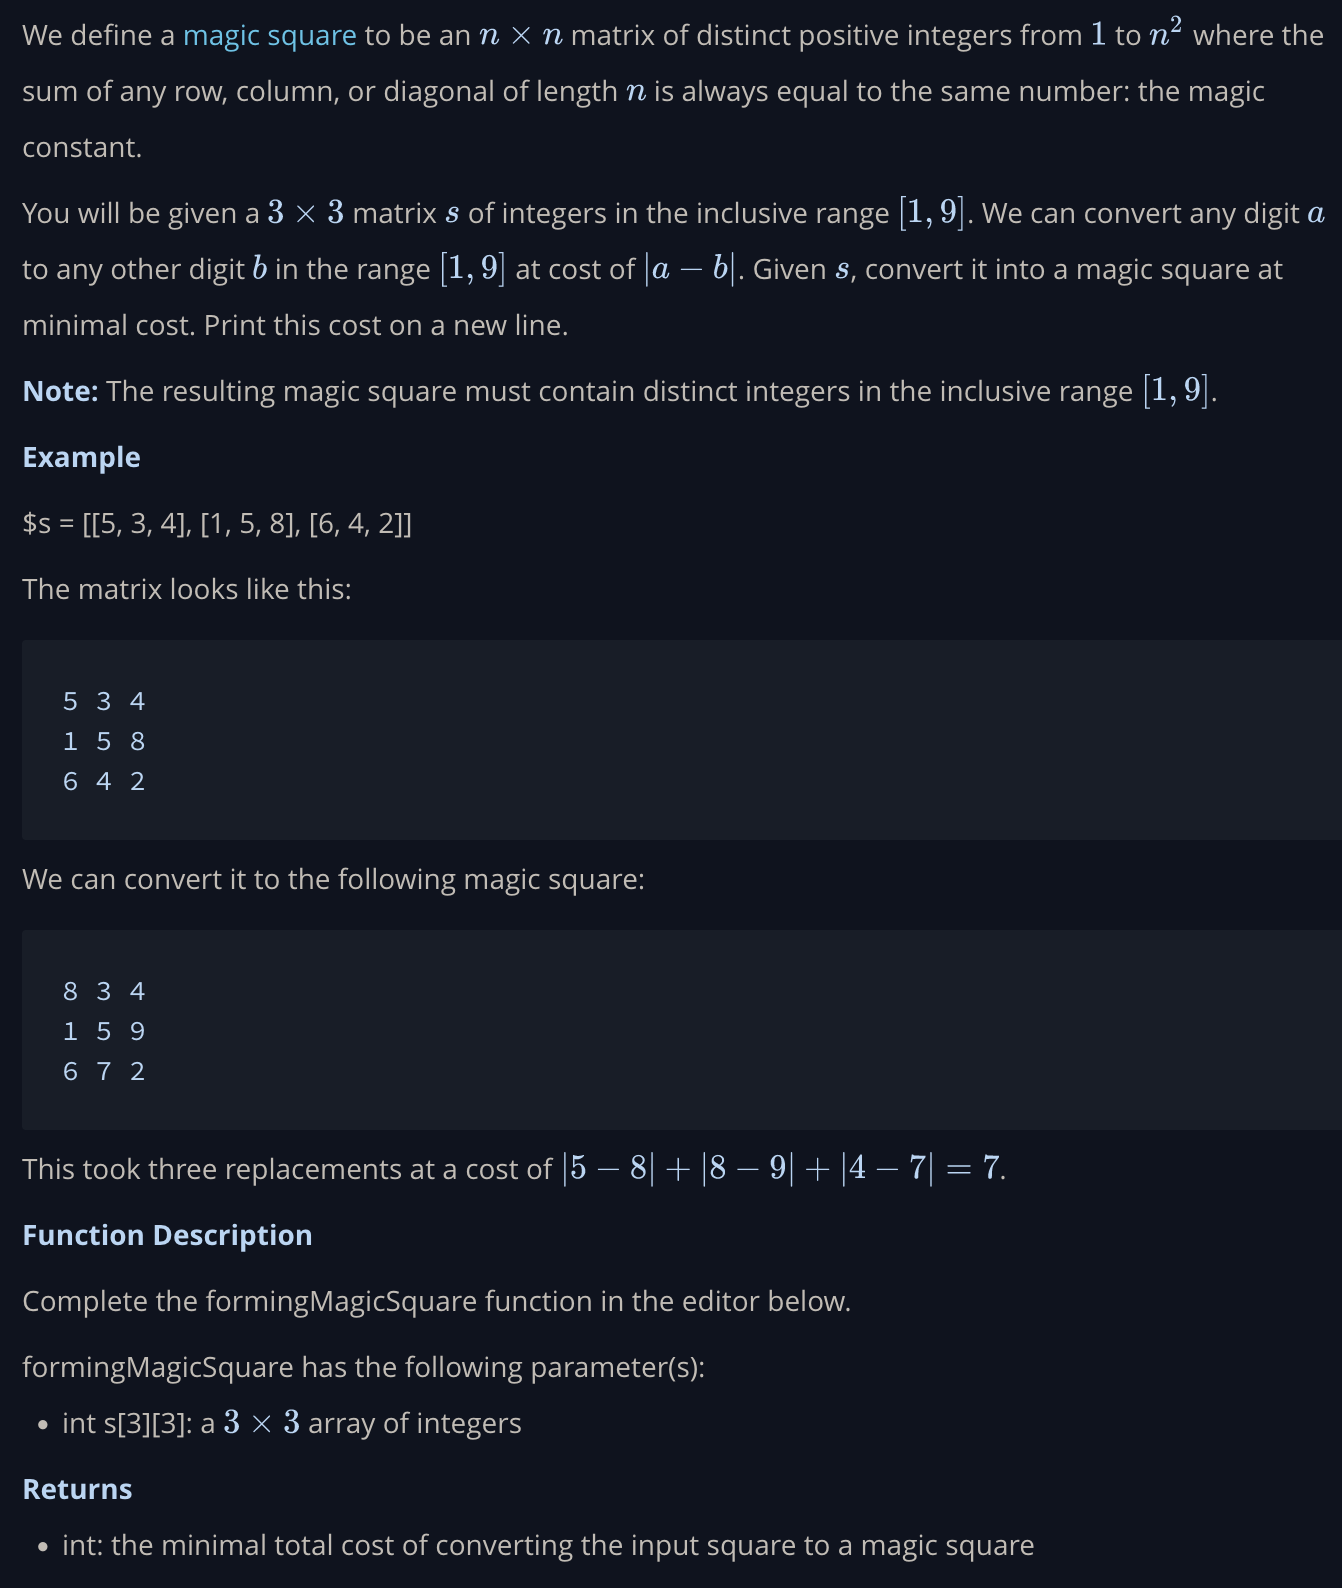 We define a magic square to be an n × n matrix of distinct positive integers from 1 to n² where the
sum of any row, column, or diagonal of length n is always equal to the same number: the magic
constant.
You will be given a 3 × 3 matrix s of integers in the inclusive range [1, 9]. We can convert any digit a
to any other digit b in the range [1, 9] at cost of |a − b|. Given s, convert it into a magic square at
minimal cost. Print this cost on a new line.
Note: The resulting magic square must contain distinct integers in the inclusive range [1, 9].
Example
$s = [[5, 3, 4], [1, 5, 8], [6, 4, 2]]
The matrix looks like this:
5 3 4
1 5 8
6 4 2
We can convert it to the following magic square:
8 3 4
1 5 9
6 7 2
This took three replacements at a cost of |5 − 8| + |8 − 9| + |4 − 7| = 7.
Function Description
Complete the formingMagicSquare function in the editor below.
formingMagicSquare has the following parameter(s):
• int s[3][3]: a 3 × 3 array of integers
Returns
• int: the minimal total cost of converting the input square to a magic square